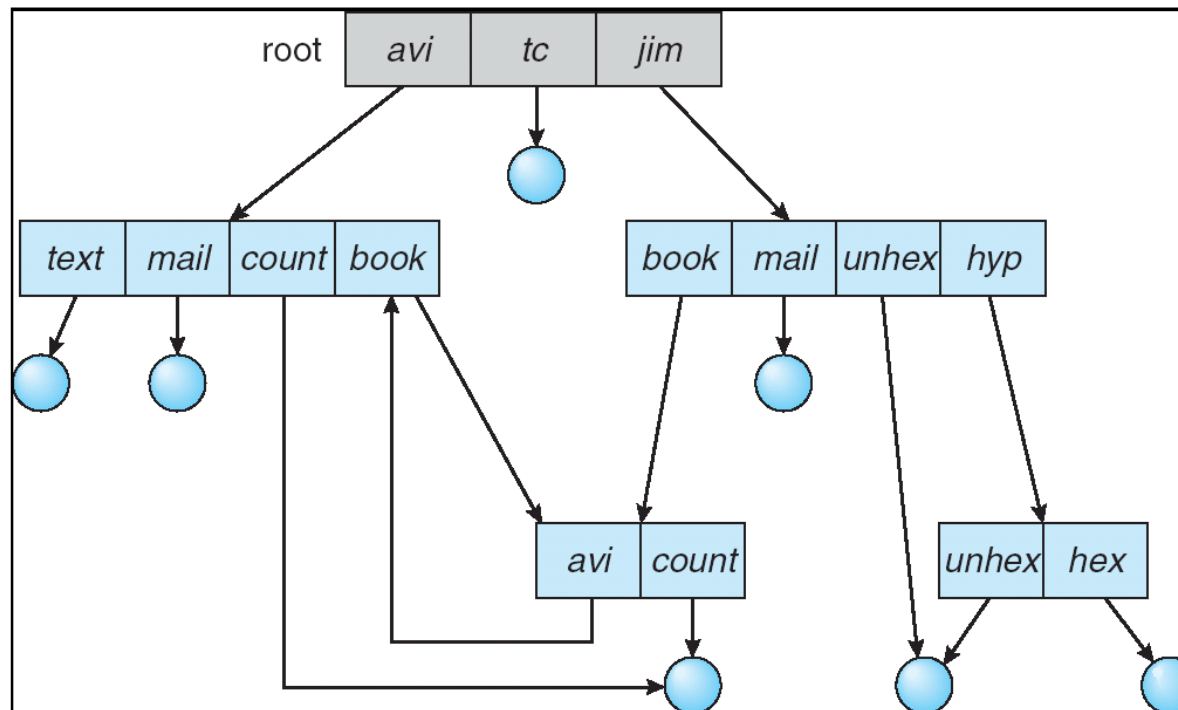 root avi tc jim
text mail count book
book mail unhex hyp
avi count
unhex hex